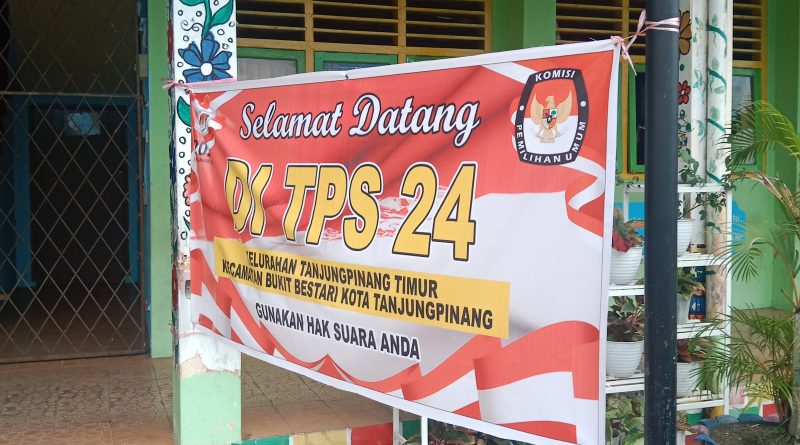 Selamat Datang
DI TPS 24
KELURAHAN TANJUNGPINANG TIMUR
KECAMATAN BUKIT BESTARI KOTA TANJUNGPINANG
GUNAKAN HAK SUARA ANDA
KOMISI
PEMILIHAN UMUM